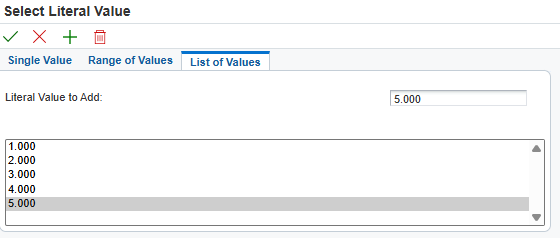 Select Literal Value
Single Value Range of Values List of Values
Literal Value to Add: 5.000
1.000
2.000
3.000
4.000
5.000